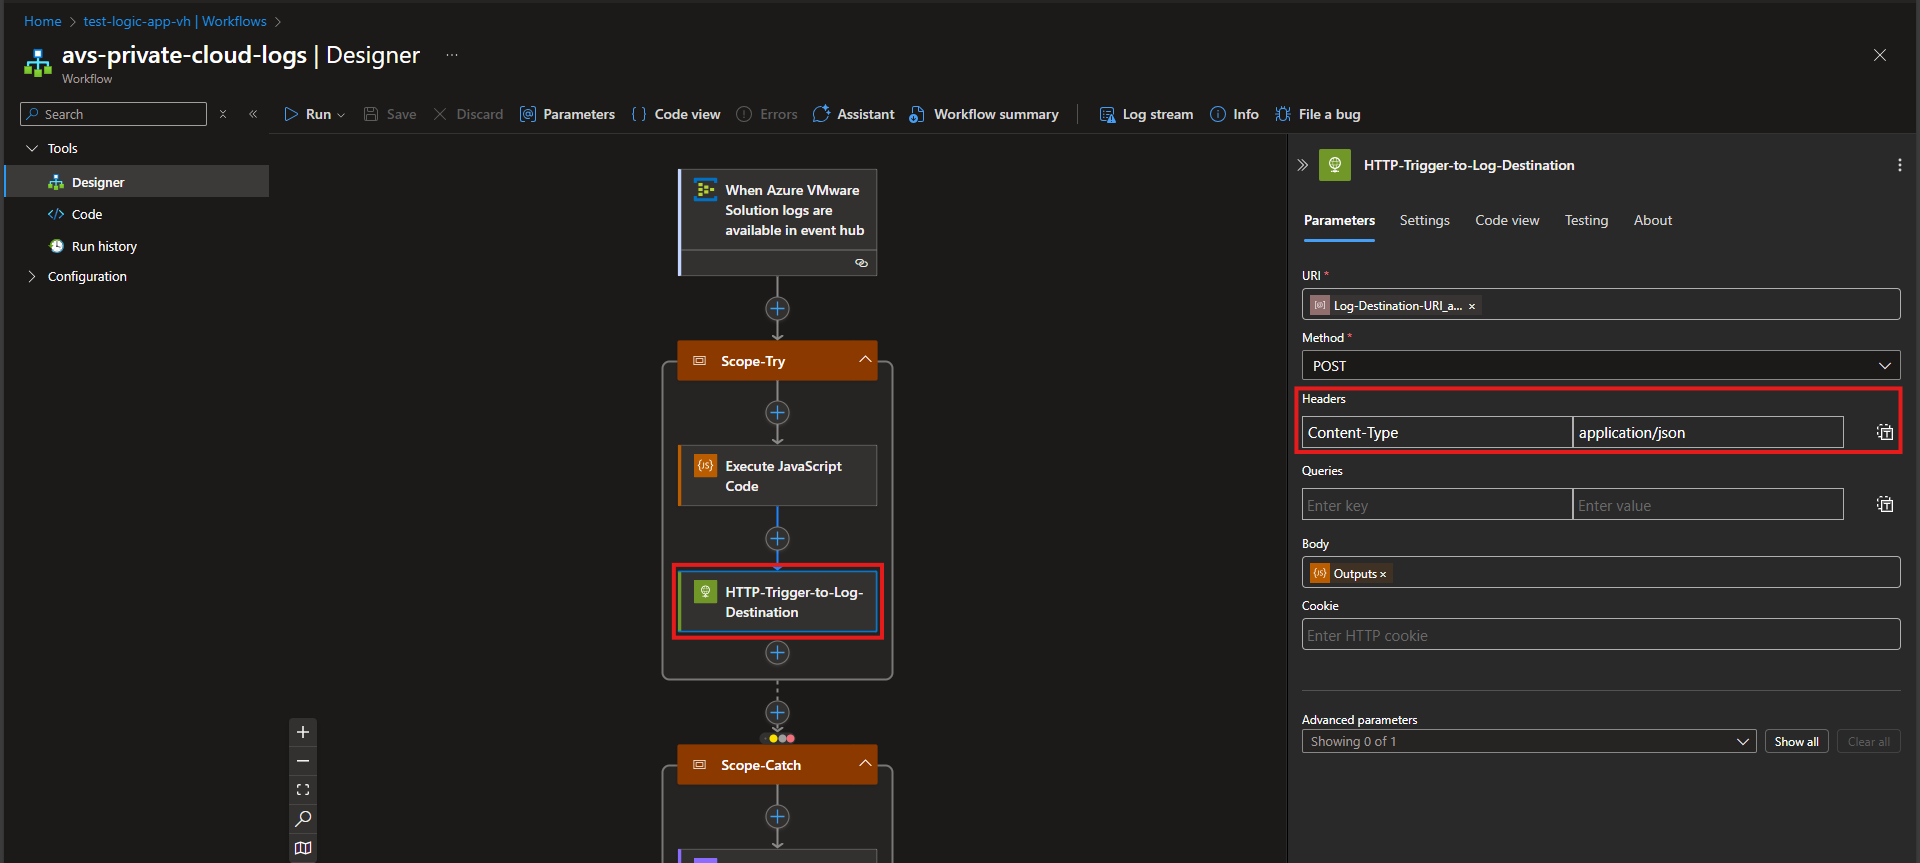 Home > test-logic-app-vh | Workflows >
avs-private-cloud-logs | Designer ...
Workflow
Search
Run
Save
Discard
Parameters
Code view
Errors
Assistant
Workflow summary
Log stream
Info
File a bug
Tools
Designer
Code
Run history
Configuration
When Azure VMware
Solution logs are
available in event hub
Scope-Try
Execute JavaScript
Code
HTTP-Trigger-to-Log-
Destination
Scope-Catch
HTTP-Trigger-to-Log-Destination
Parameters
Settings
Code view
Testing
About
URI *
Log-Destination-URI_a... ×
Method *
POST
Headers
Content-Type
application/json
Queries
Enter key
Enter value
Body
Outputs ×
Cookie
Enter HTTP cookie
Advanced parameters
Showing 0 of 1
Show all
Clear all